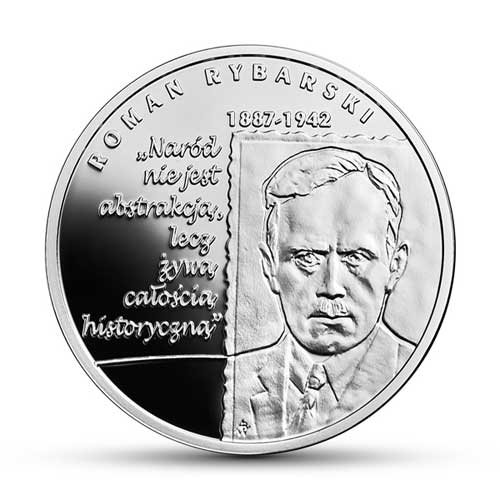 ROMAN RYBARSKI
1887-1942
„Naród
nie jest
abstrakcją,
lecz
żywą
całością
historyczną”